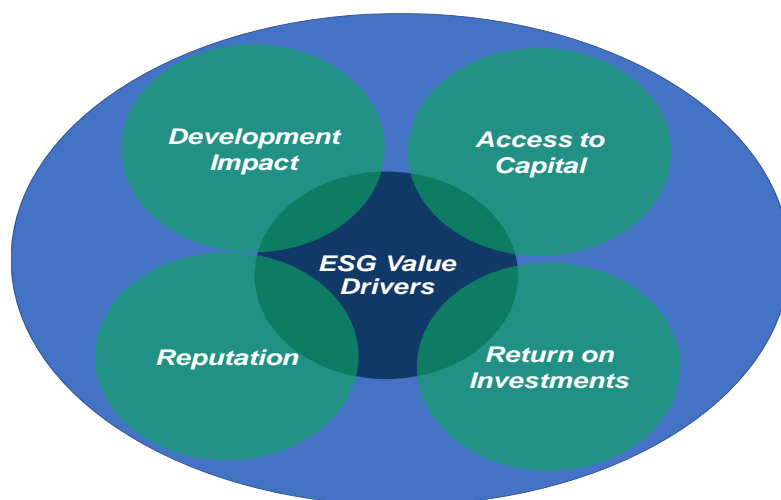 Development
Impact
Access to
Capital
ESG Value
Drivers
Reputation
Return on
Investments